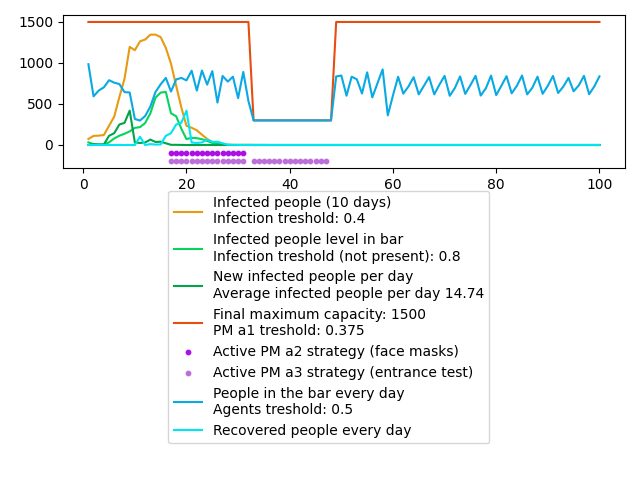 1500
1000
500
0
0 20 40 60 80 100
Infected people (10 days)
Infection treshold: 0.4
Infected people level in bar
Infection treshold (not present): 0.8
New infected people per day
Average infected people per day 14.74
Final maximum capacity: 1500
PM a1 treshold: 0.375
Active PM a2 strategy (face masks)
Active PM a3 strategy (entrance test)
People in the bar every day
Agents treshold: 0.5
Recovered people every day